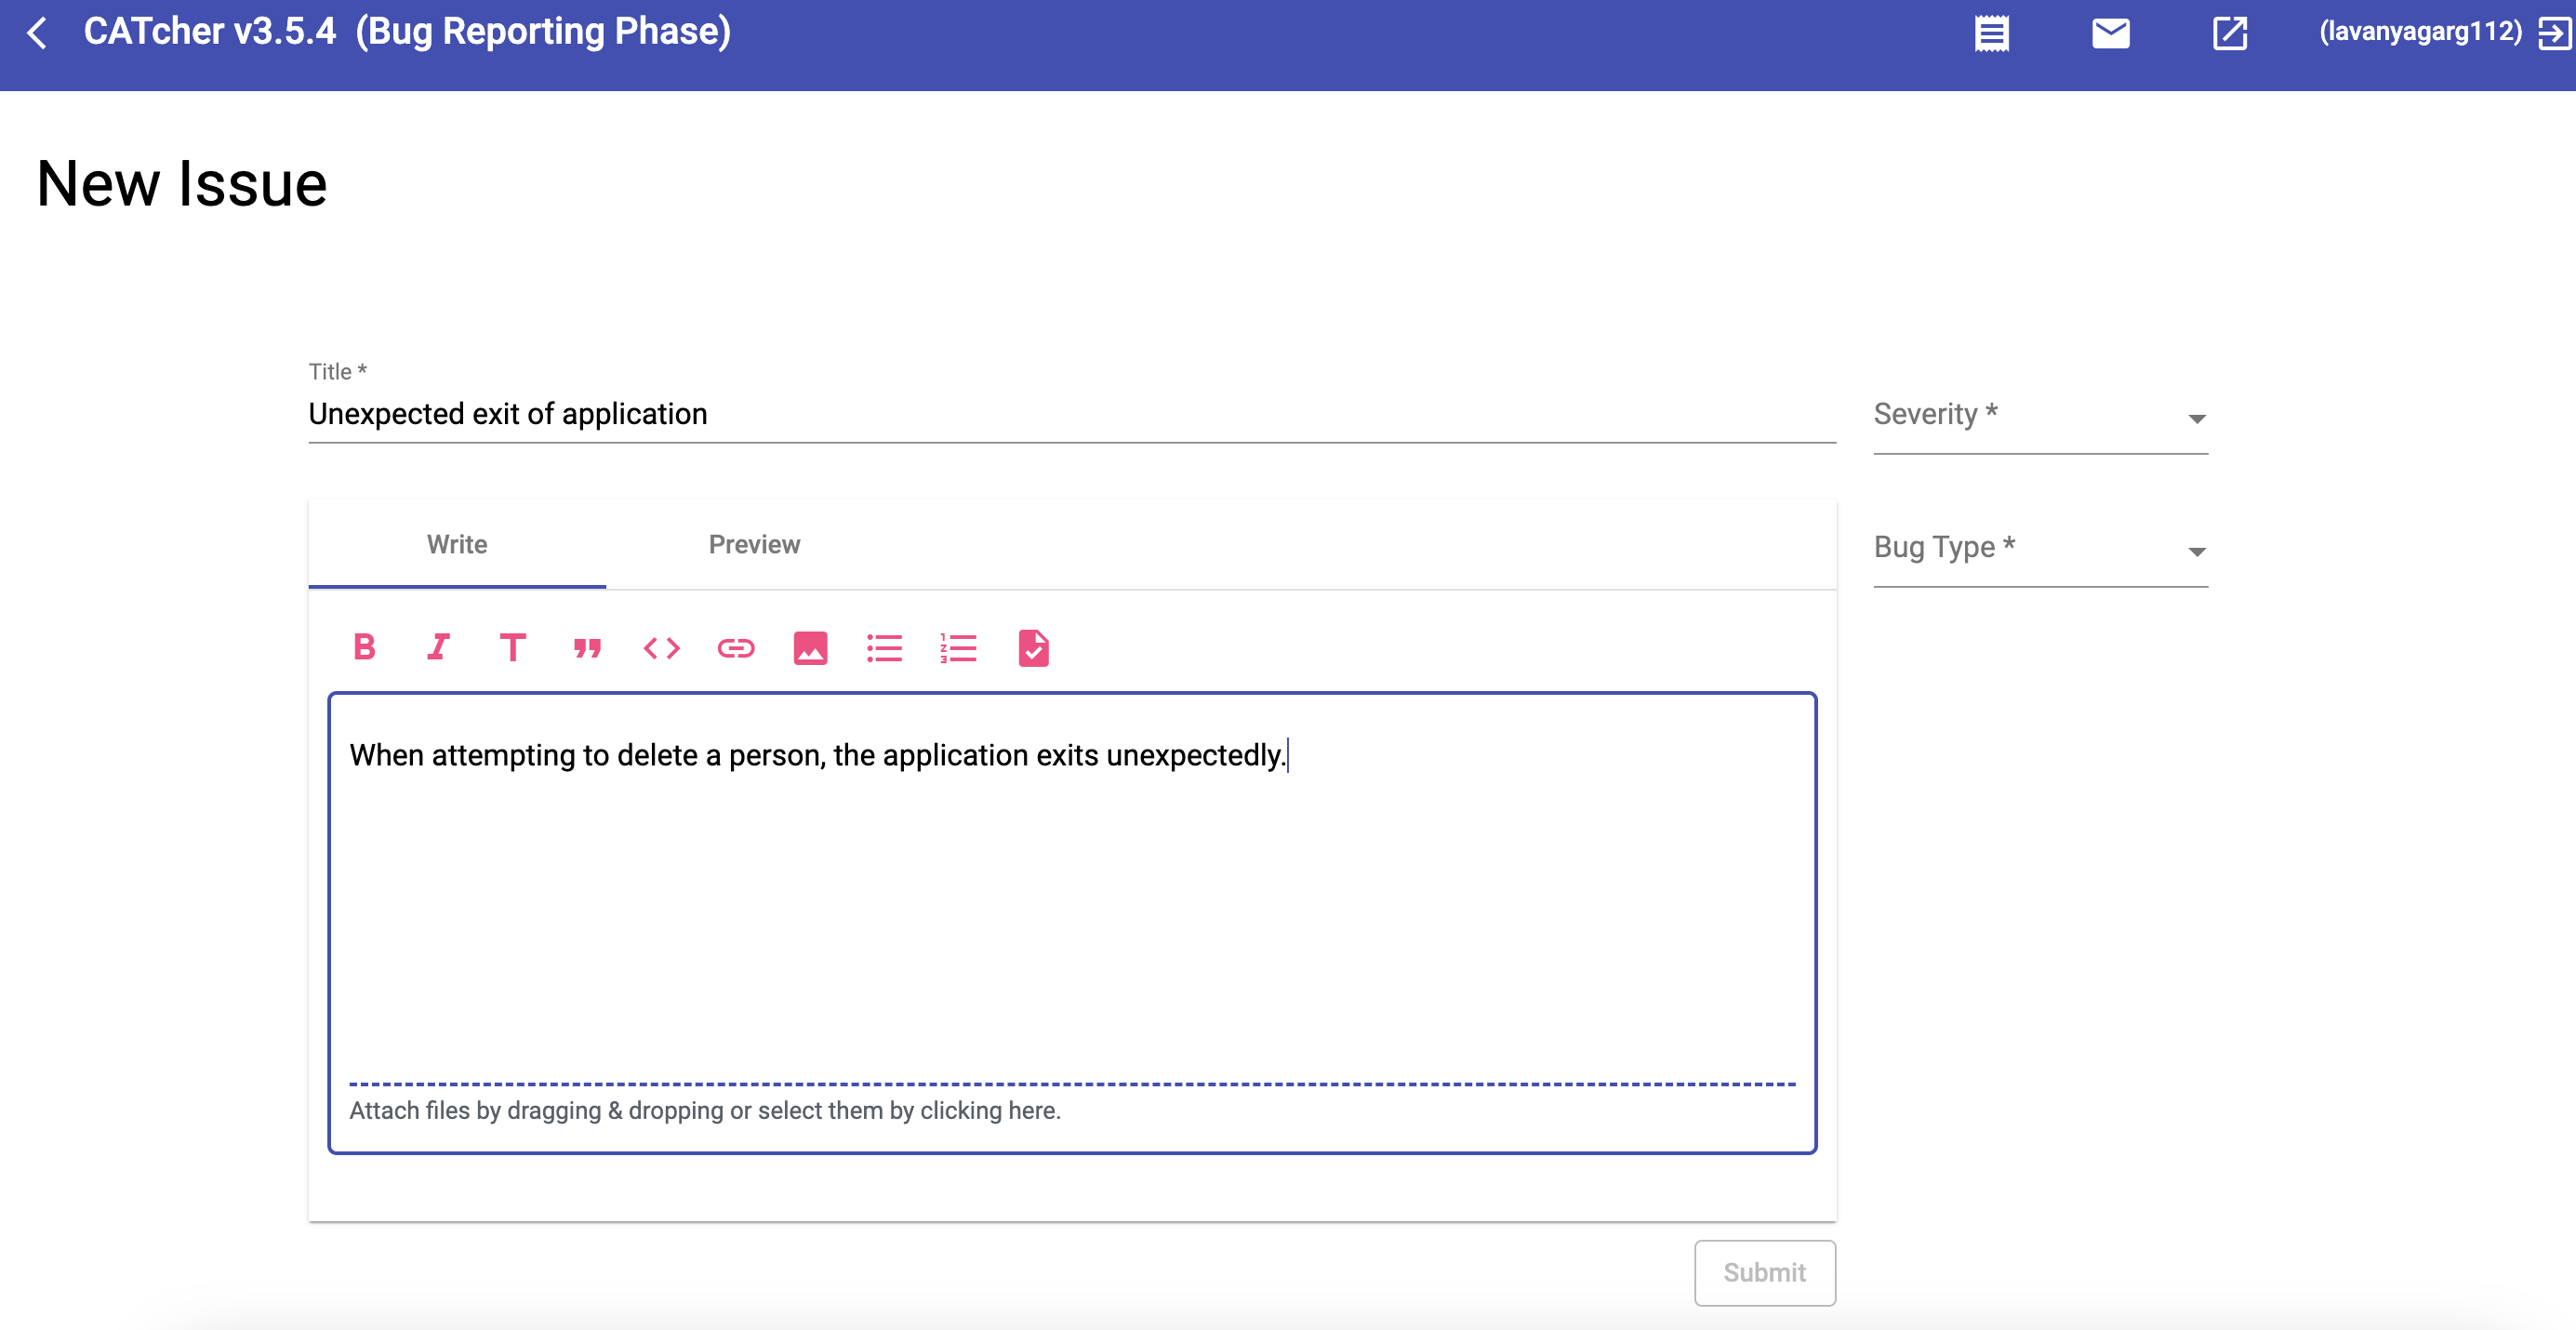 CATcher v3.5.4 (Bug Reporting Phase)
(lavanyagarg112)
New Issue
Title *
Unexpected exit of application
Severity *
Write
Preview
Bug Type *
When attempting to delete a person, the application exits unexpectedly.
Attach files by dragging & dropping or select them by clicking here.
Submit